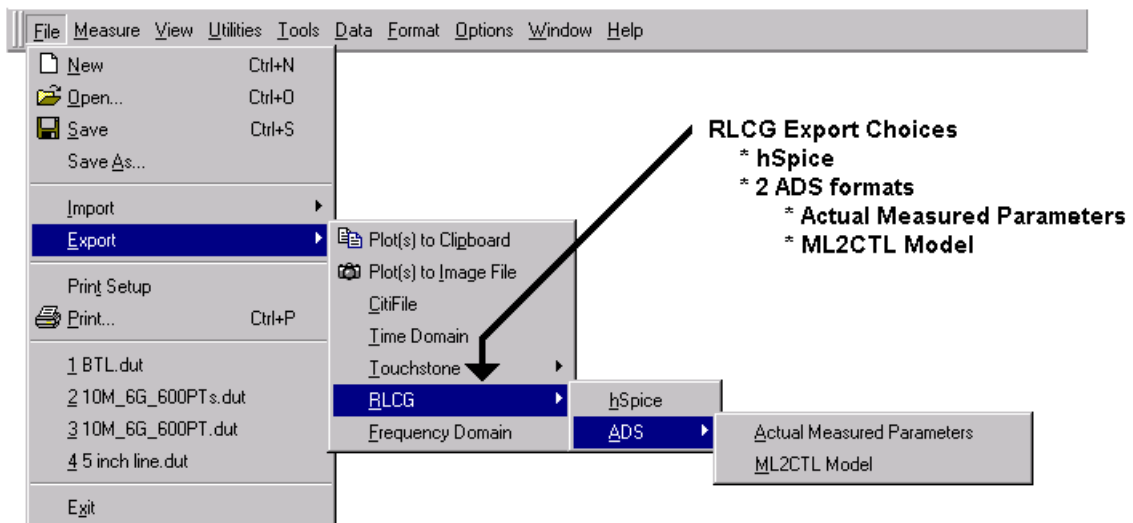 File Measure View Utilities Tools Data Format Options Window Help
New Ctrl+N
Open... Ctrl+O
Save Ctrl+S
Save As...
Import
Export
Print Setup
Print... Ctrl+P
1 BTL.dut
2 10M_6G_600PTs.dut
3 10M_6G_600PT.dut
4 5 inch line.dut
Exit
Plot(s) to Clipboard
Plot(s) to Image File
CitiFile
Time Domain
Touchstone
RLCG
Frequency Domain
hSpice
ADS
Actual Measured Parameters
ML2CTL Model
RLCG Export Choices
* hSpice
* 2 ADS formats
* Actual Measured Parameters
* ML2CTL Model